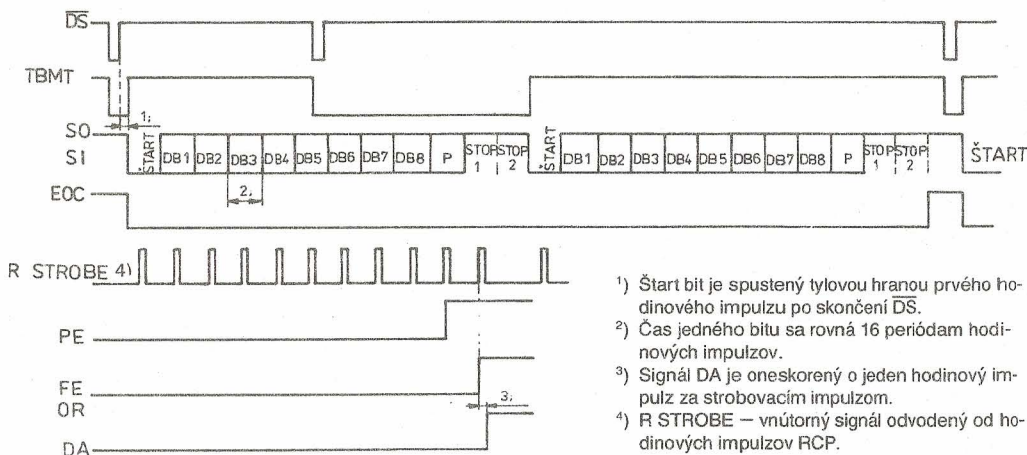 DS
TBMT
1,
SO
SI
ŠTART DB1 DB2 DB3 DB4 DB5 DB6 DB7 DB8 P STOP 1 STOP 2 ŠTART DB1 DB2 DB3 DB4 DB5 DB6 DB7 DB8 P STOP 1 STOP 2 ŠTART
2,
EOC
R STROBE 4)
PE
FE
OR
3,
DA
1) Štart bit je spustený tylovou hranou prvého ho-
dinového impulzu po skončení DS.
2) Čas jedného bitu sa rovná 16 periódam hodi-
nových impulzov.
3) Signál DA je oneskorený o jeden hodinový im-
pulz za strobovacím impulzom.
4) R STROBE — vnútorný signál odvodený od ho-
dinových impulzov RCP.